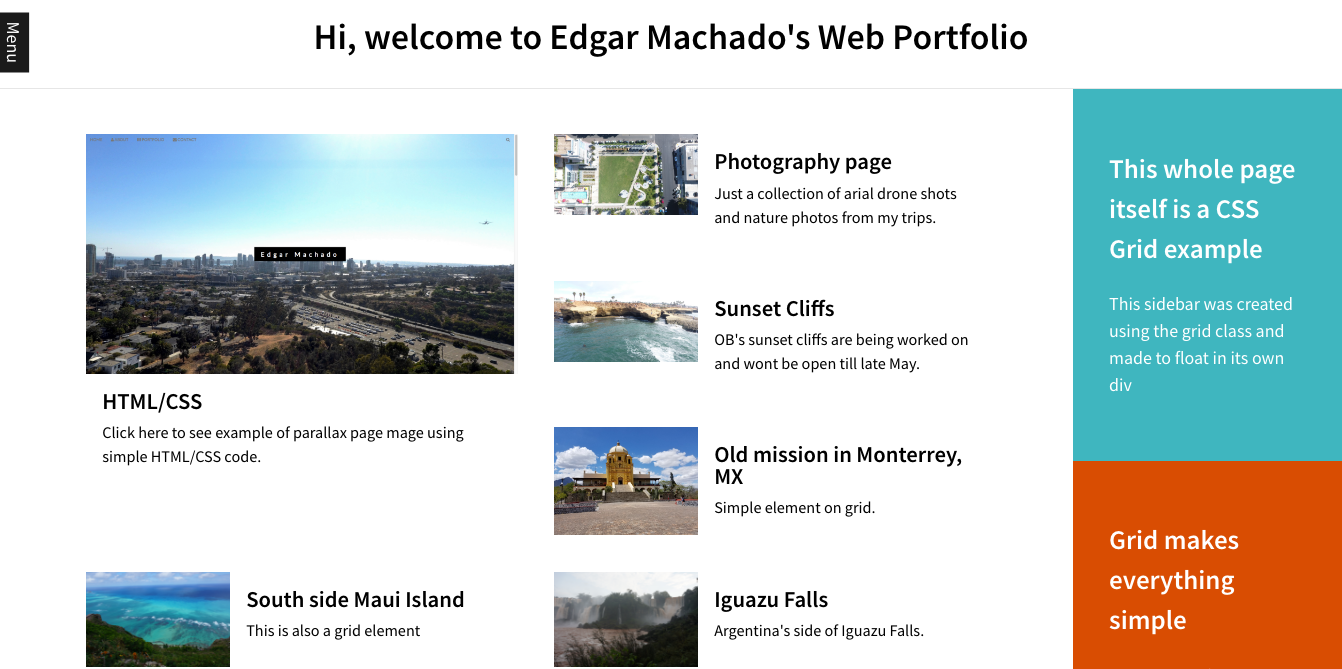 Menu
Hi, welcome to Edgar Machado's Web Portfolio
Edgar Machado
HTML/CSS
Click here to see example of parallax page mage using
simple HTML/CSS code.
Photography page
Just a collection of arial drone shots
and nature photos from my trips.
Sunset Cliffs
OB's sunset cliffs are being worked on
and wont be open till late May.
Old mission in Monterrey,
MX
Simple element on grid.
South side Maui Island
This is also a grid element
Iguazu Falls
Argentina's side of Iguazu Falls.
This whole page
itself is a CSS
Grid example
This sidebar was created
using the grid class and
made to float in its own
div
Grid makes
everything
simple